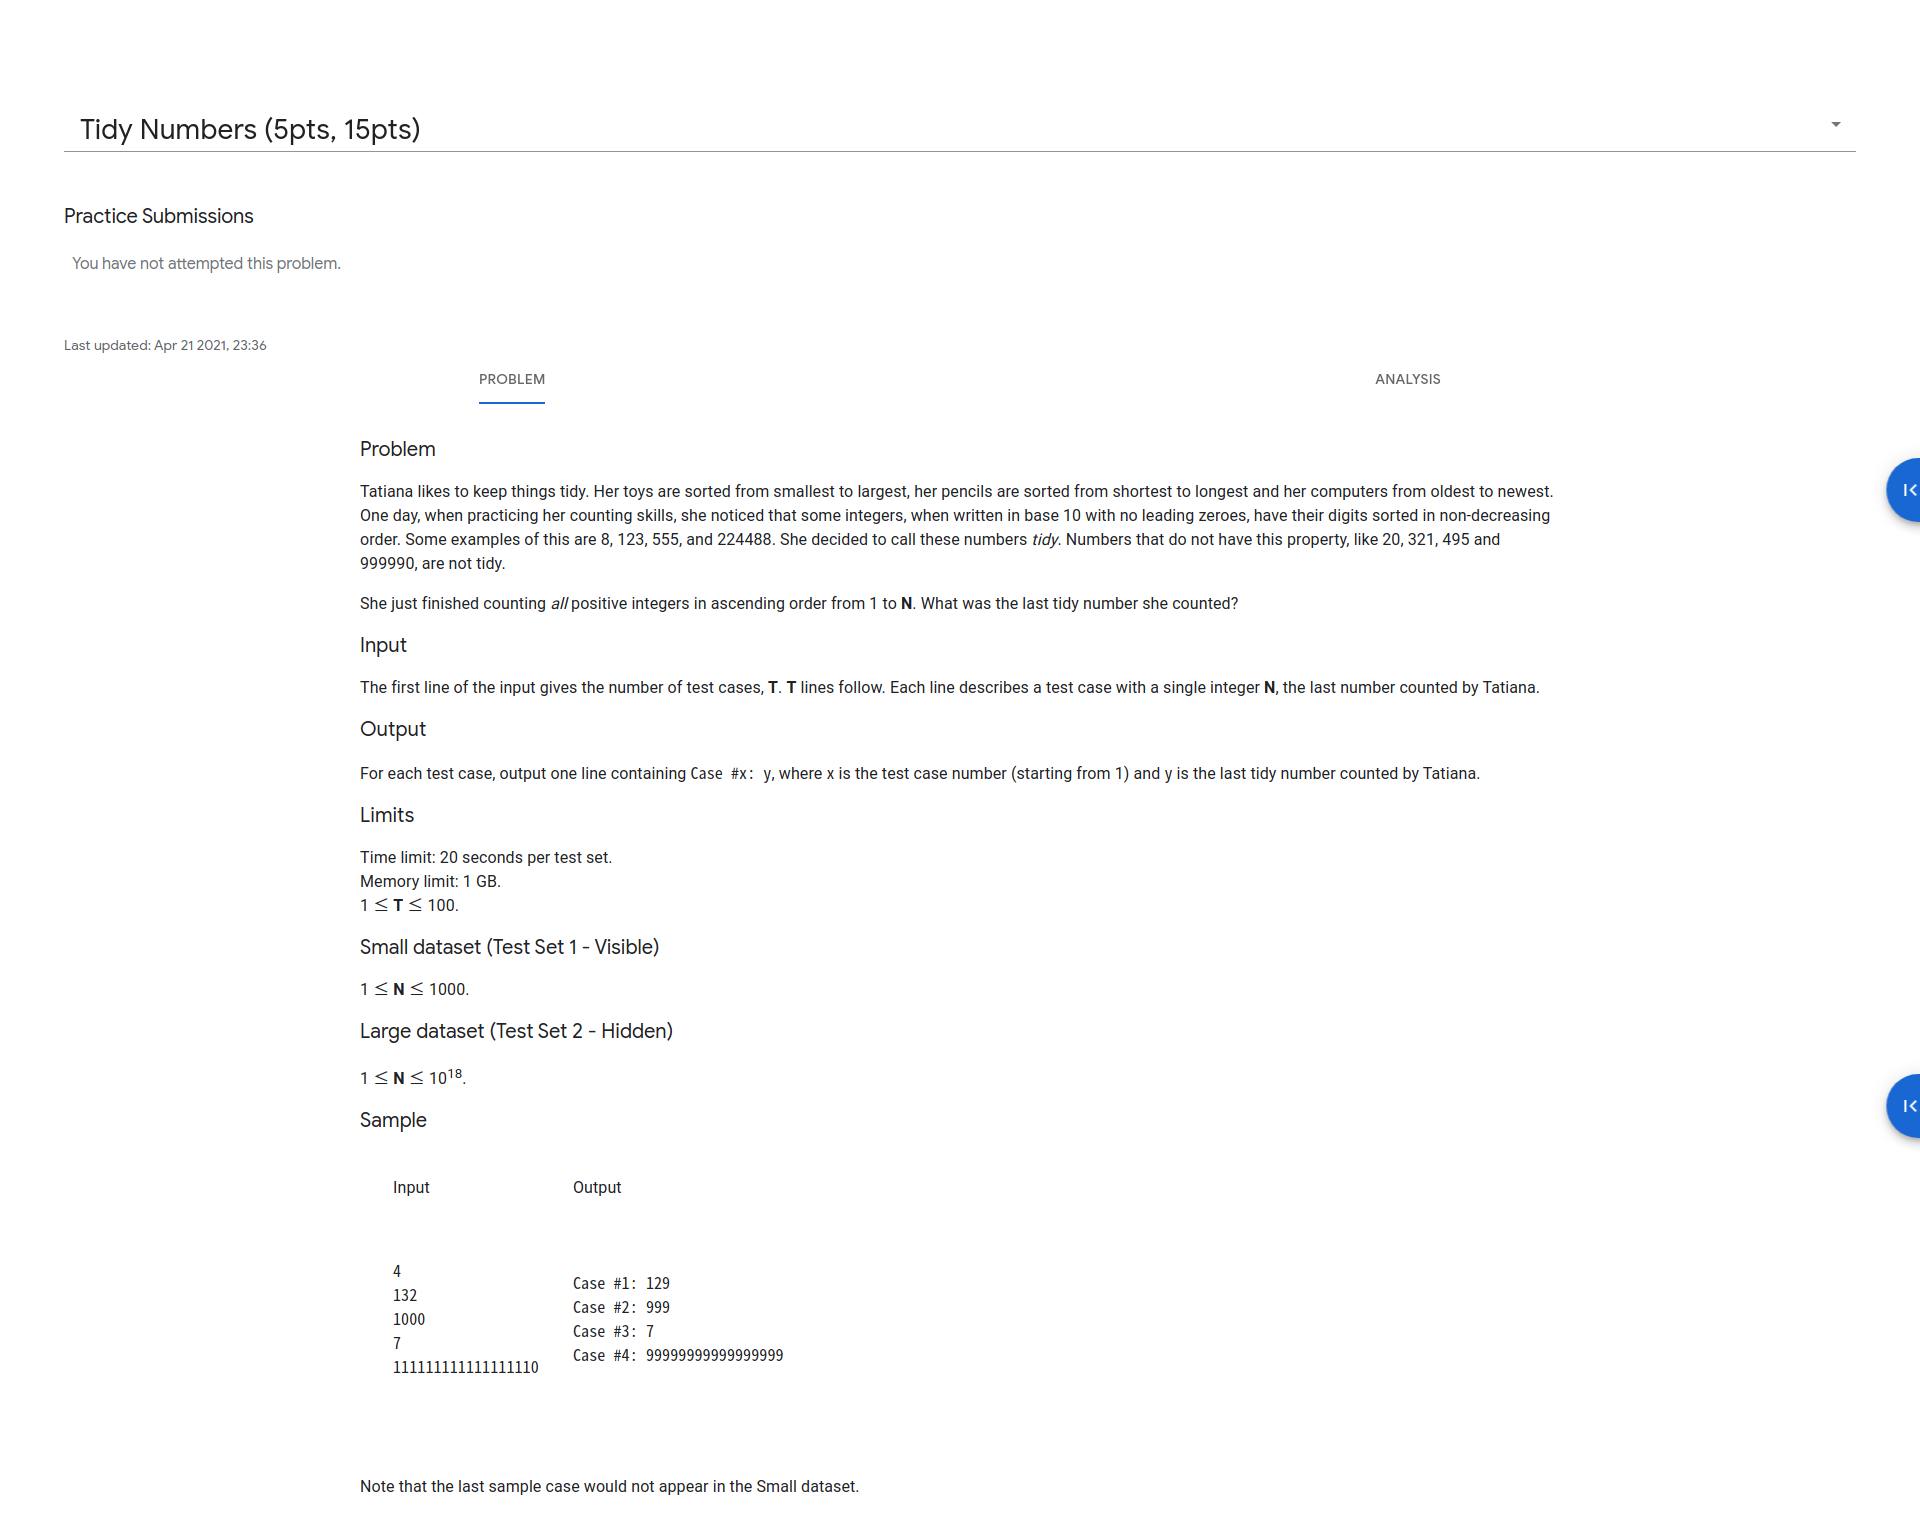 Tidy Numbers (5pts, 15pts)
Practice Submissions
You have not attempted this problem.
Last updated: Apr 21 2021, 23:36
PROBLEM
ANALYSIS
Problem
Tatiana likes to keep things tidy. Her toys are sorted from smallest to largest, her pencils are sorted from shortest to longest and her computers from oldest to newest.
One day, when practicing her counting skills, she noticed that some integers, when written in base 10 with no leading zeroes, have their digits sorted in non-decreasing
order. Some examples of this are 8, 123, 555, and 224488. She decided to call these numbers tidy. Numbers that do not have this property, like 20, 321, 495 and
999990, are not tidy.
She just finished counting all positive integers in ascending order from 1 to N. What was the last tidy number she counted?
Input
The first line of the input gives the number of test cases, T. T lines follow. Each line describes a test case with a single integer N, the last number counted by Tatiana.
Output
For each test case, output one line containing Case #x: y, where x is the test case number (starting from 1) and y is the last tidy number counted by Tatiana.
Limits
Time limit: 20 seconds per test set.
Memory limit: 1 GB.
1 ≤ T ≤ 100.
Small dataset (Test Set 1 - Visible)
1 ≤ N ≤ 1000.
Large dataset (Test Set 2 - Hidden)
1 ≤ N ≤ 10^18.
Sample
Input
Output
4
132
1000
7
111111111111111110
Case #1: 129
Case #2: 999
Case #3: 7
Case #4: 99999999999999999
Note that the last sample case would not appear in the Small dataset.